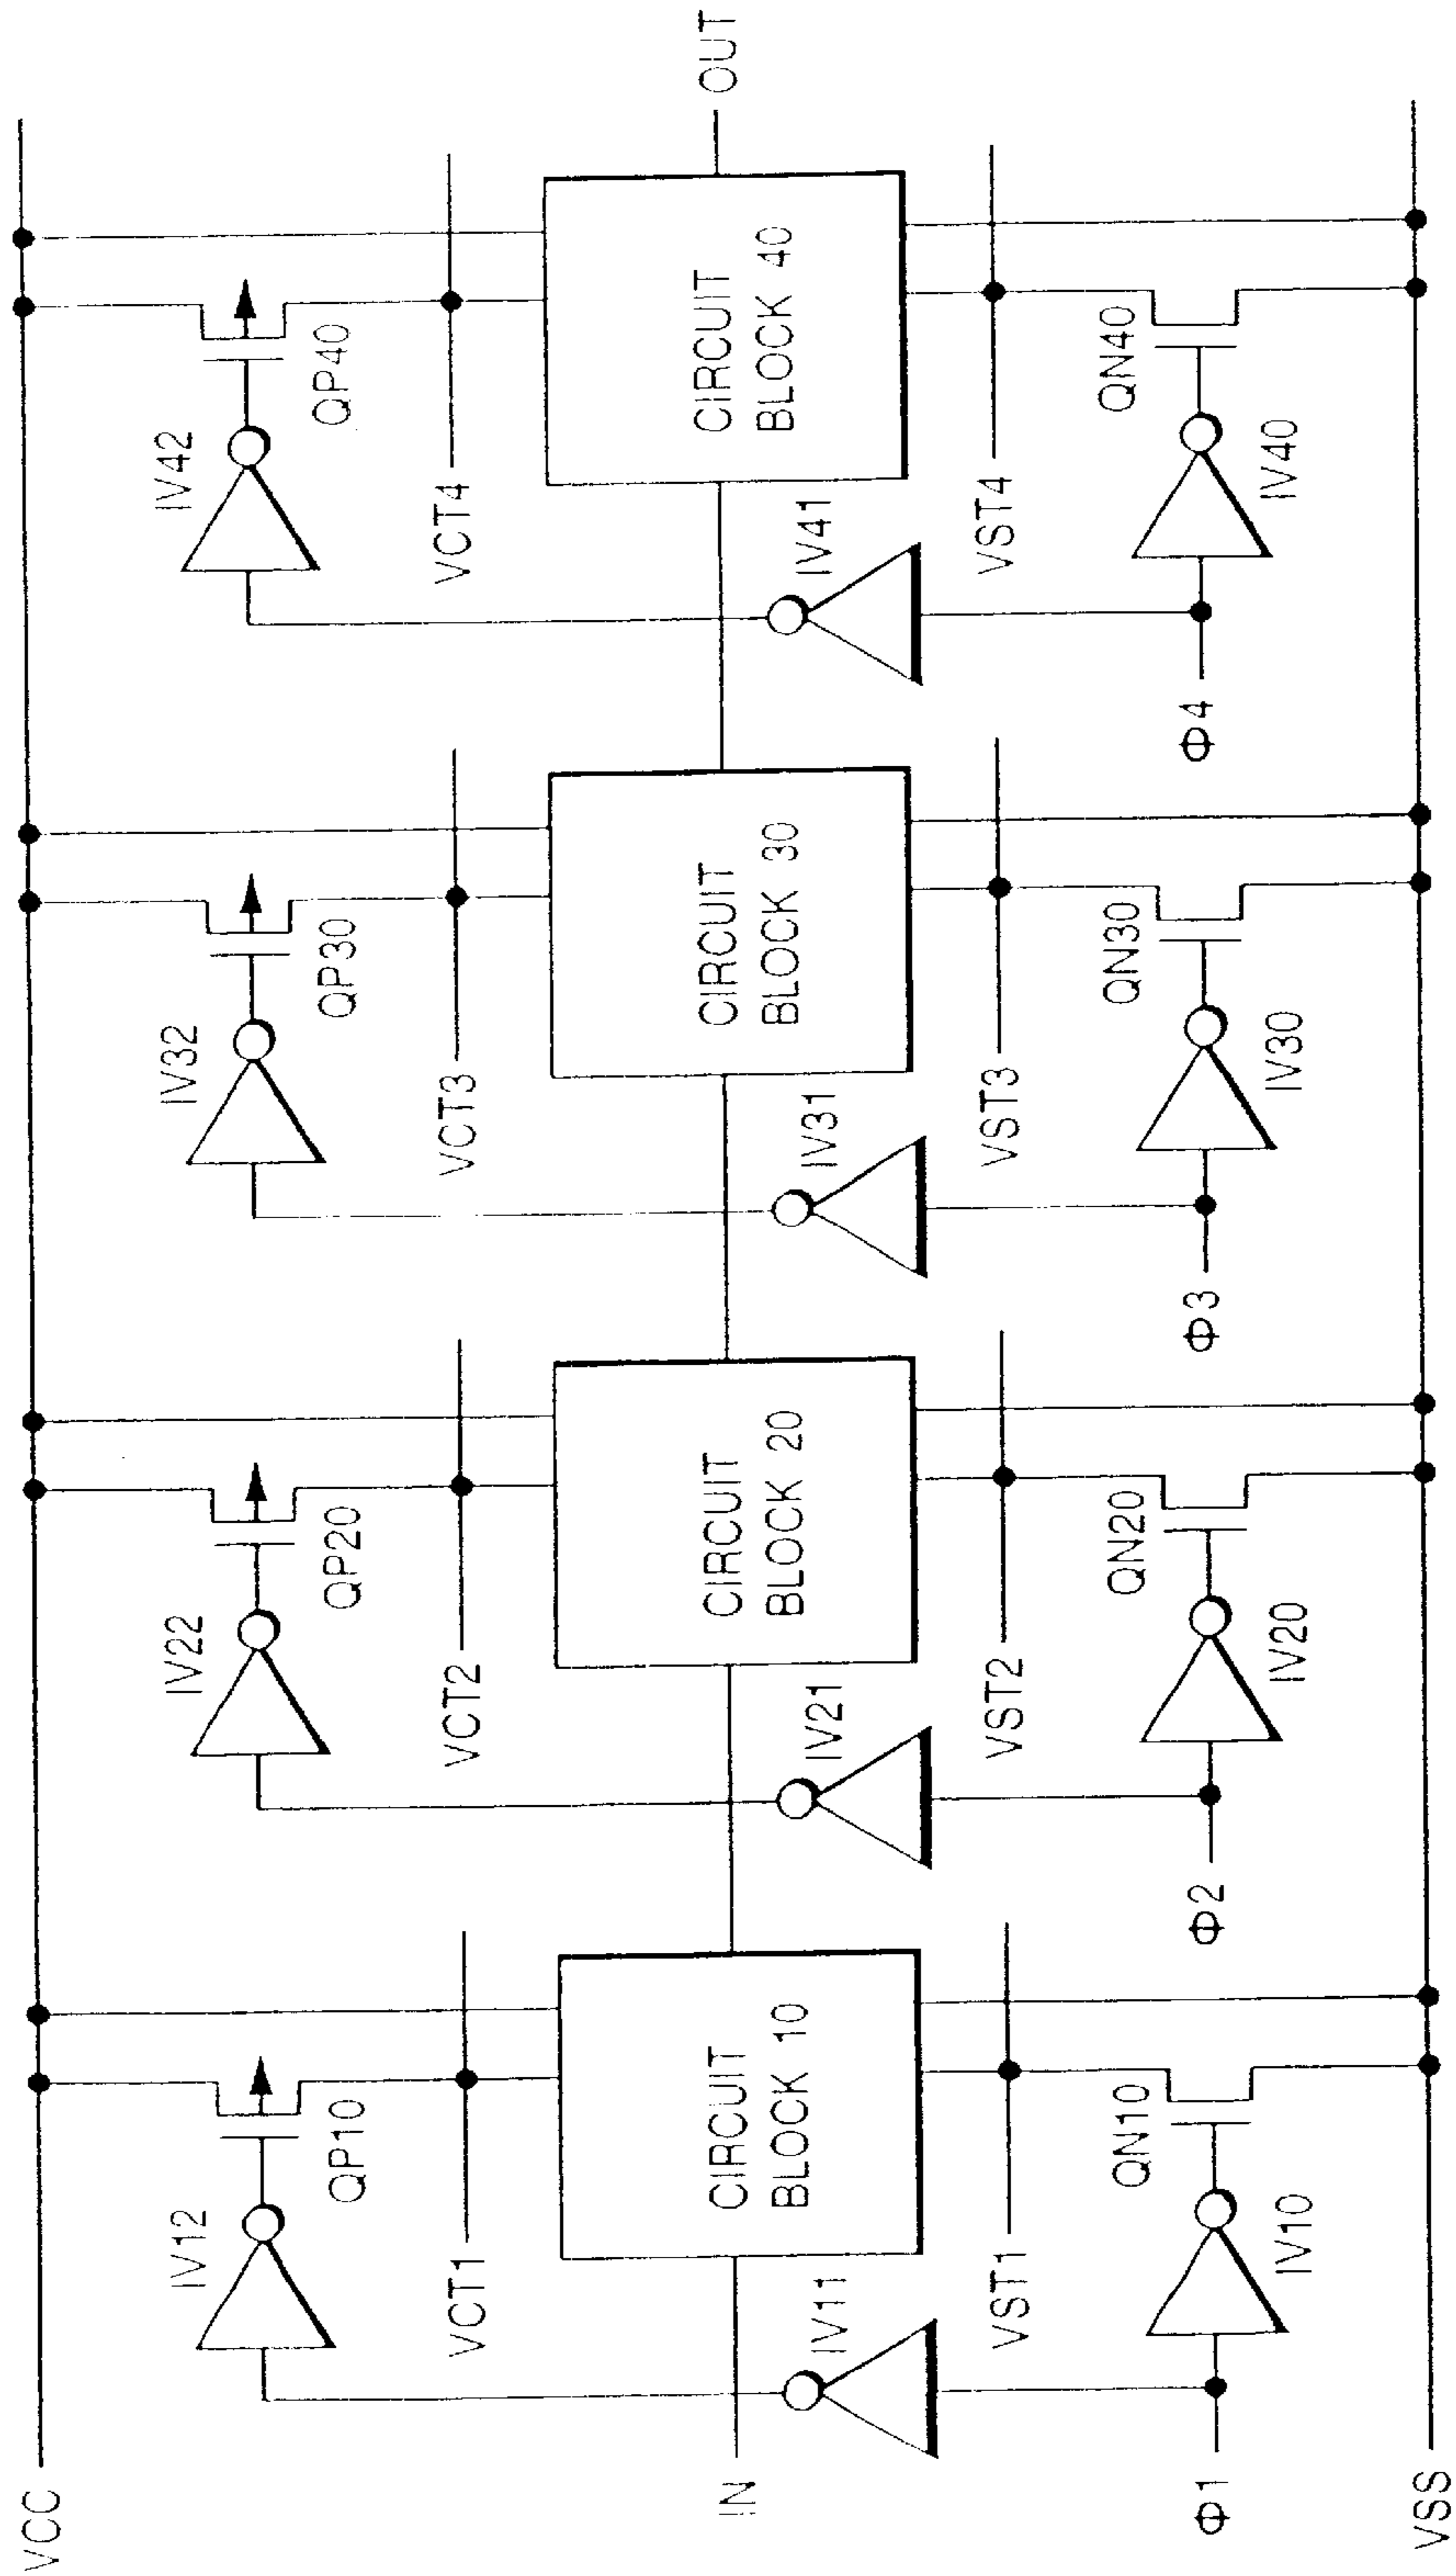 VCC
IV12
QP10
IV22
QP20
IV32
QP30
IV42
QP40
VCT1
VCT2
VCT3
VCT4
IN
CIRCUIT
BLOCK 10
CIRCUIT
BLOCK 20
CIRCUIT
BLOCK 30
CIRCUIT
BLOCK 40
OUT
IV11
IV21
IV31
IV41
VST1
VST2
VST3
VST4
QN10
QN20
QN30
QN40
Φ1
IV10
Φ2
IV20
Φ3
IV30
Φ4
IV40
VSS